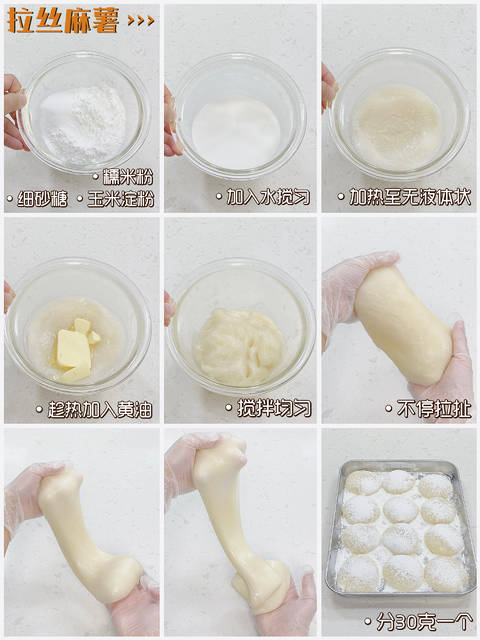 拉丝麻薯 >>>
• 糯米粉
• 细砂糖 • 玉米淀粉
• 加入水搅匀
• 加热至无液体状
• 趁热加入黄油
• 搅拌均匀
• 不停拉扯
• 分30克一个